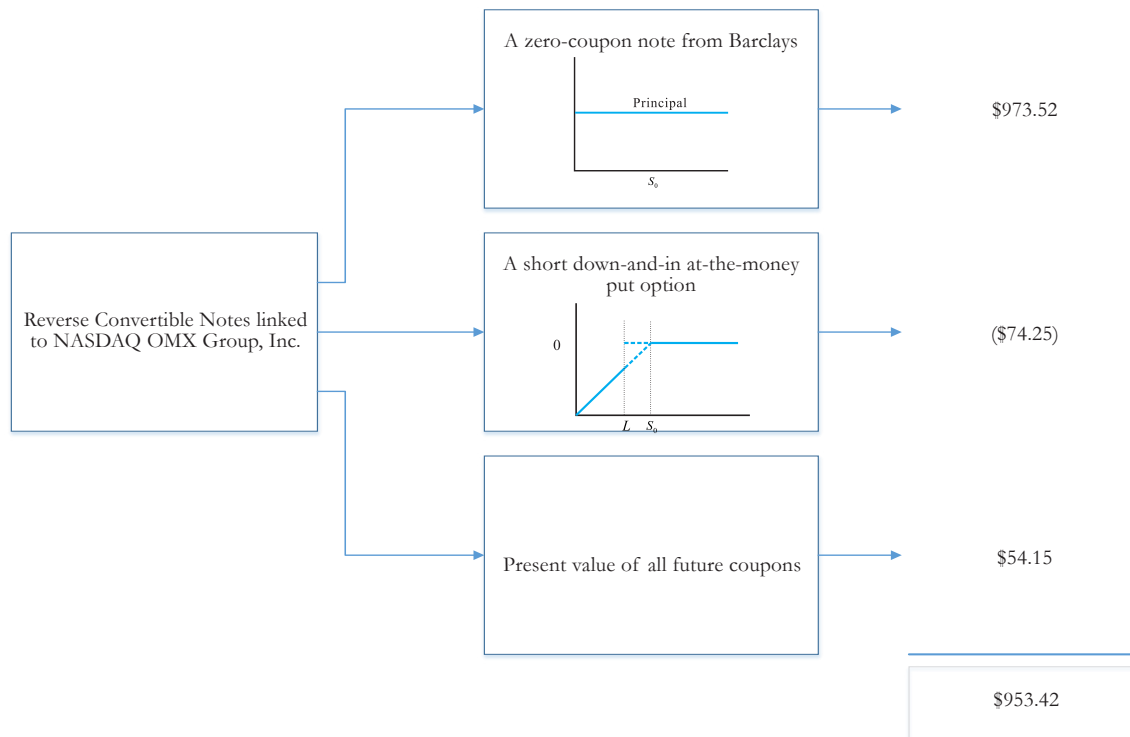 A zero-coupon note from Barclays
Principal
S₀
$973.52
Reverse Convertible Notes linked
to NASDAQ OMX Group, Inc.
A short down-and-in at-the-money
put option
0
L S₀
($74.25)
Present value of all future coupons
$54.15
$953.42